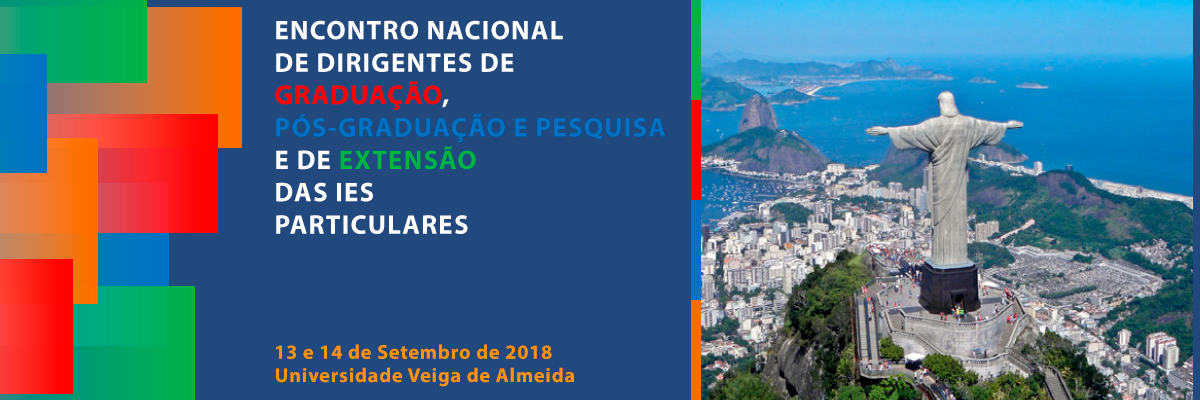 ENCONTRO NACIONAL
DE DIRIGENTES DE
GRADUAÇÃO,
PÓS-GRADUAÇÃO E PESQUISA
E DE EXTENSÃO
DAS IES
PARTICULARES
13 e 14 de Setembro de 2018
Universidade Veiga de Almeida